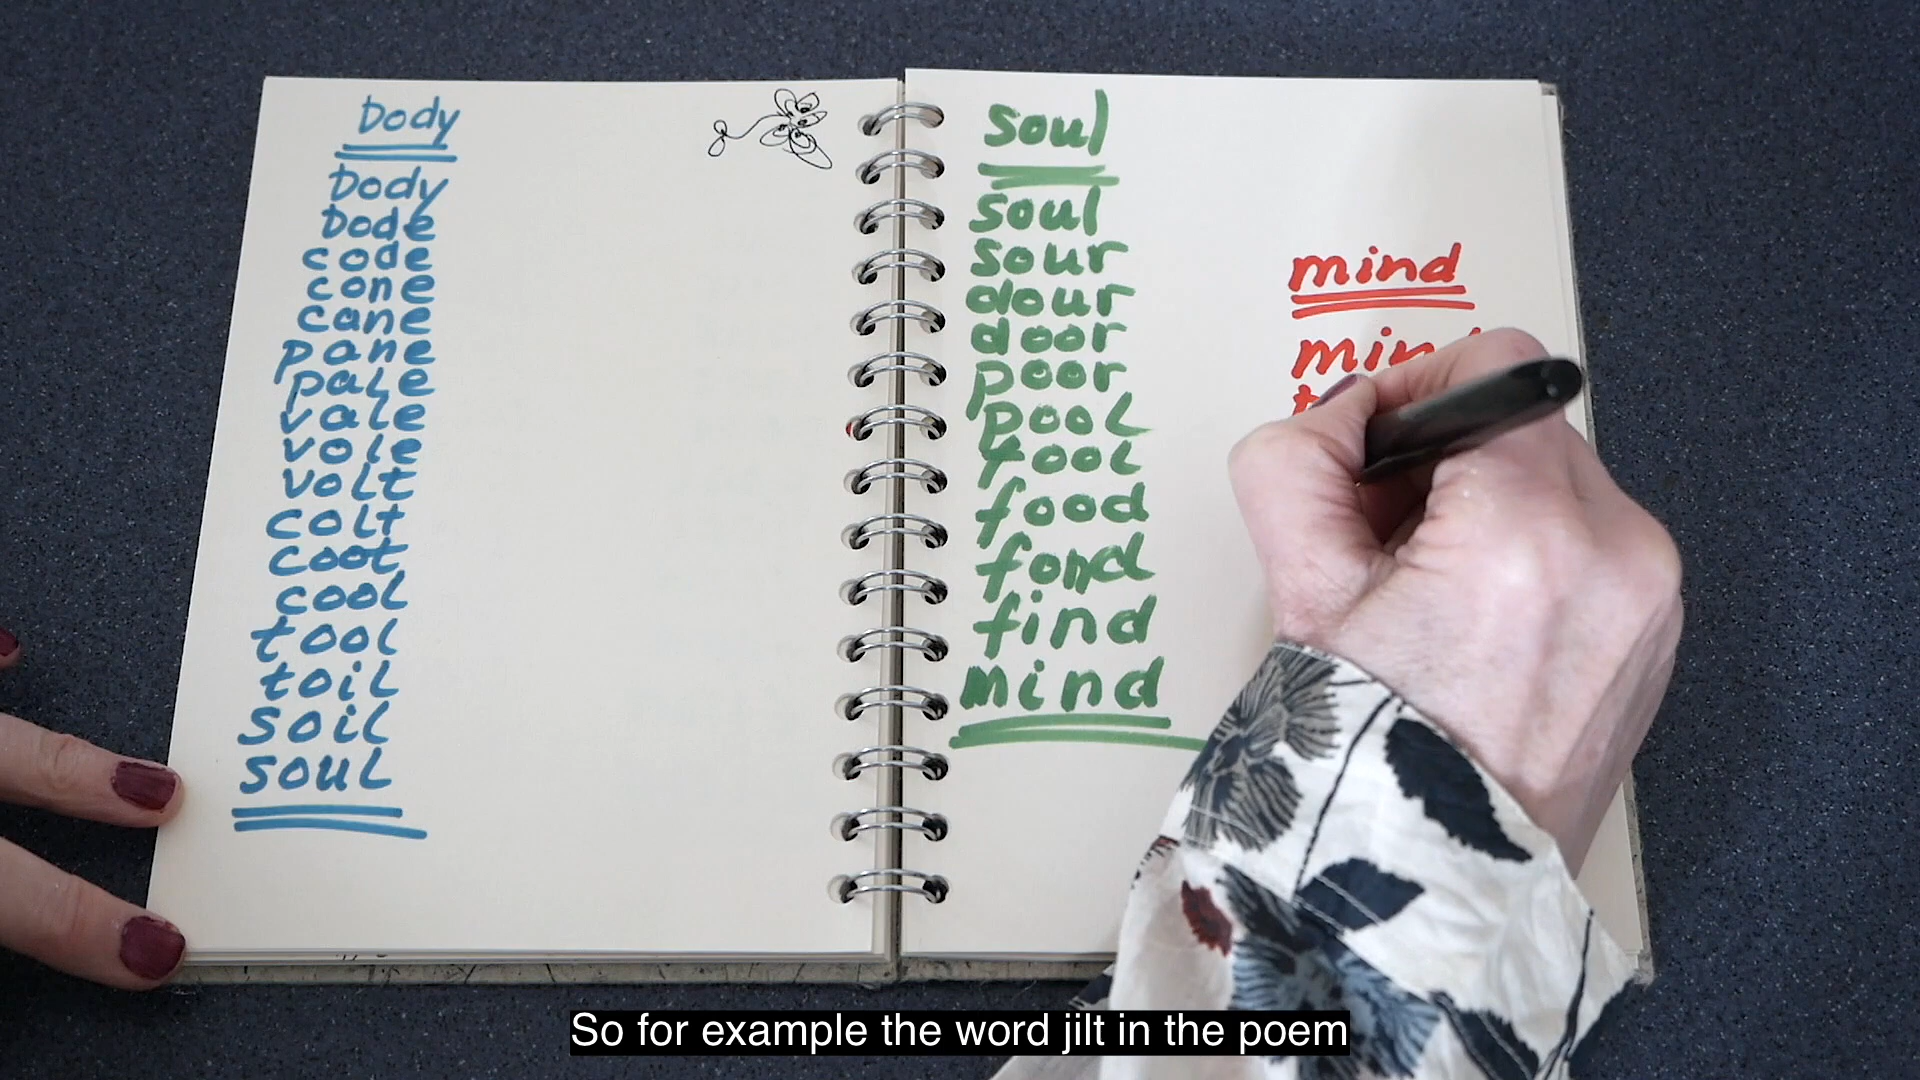 Body
Body
Bode
code
cone
cane
pane
pale
vale
vole
volt
colt
coot
cool
tool
toil
soil
soul
soul
soul
sour
dour
door
poor
pool
fool
food
fond
find
mind
mind
So for example the word jilt in the poem